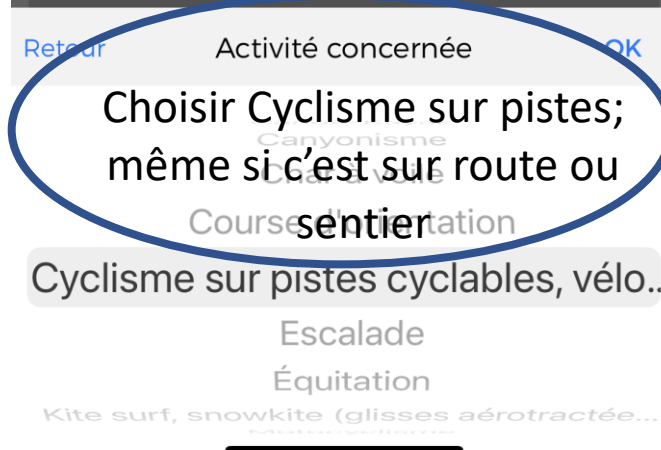 Retour Activité concernée OK
Choisir Cyclisme sur pistes;
Canyonisme
même si c’est sur route ou
Char à voile
sentier
Course d'orientation
Cyclisme sur pistes cyclables, vélo...
Escalade
Équitation
Kite surf, snowkite (glisses aérotractée...